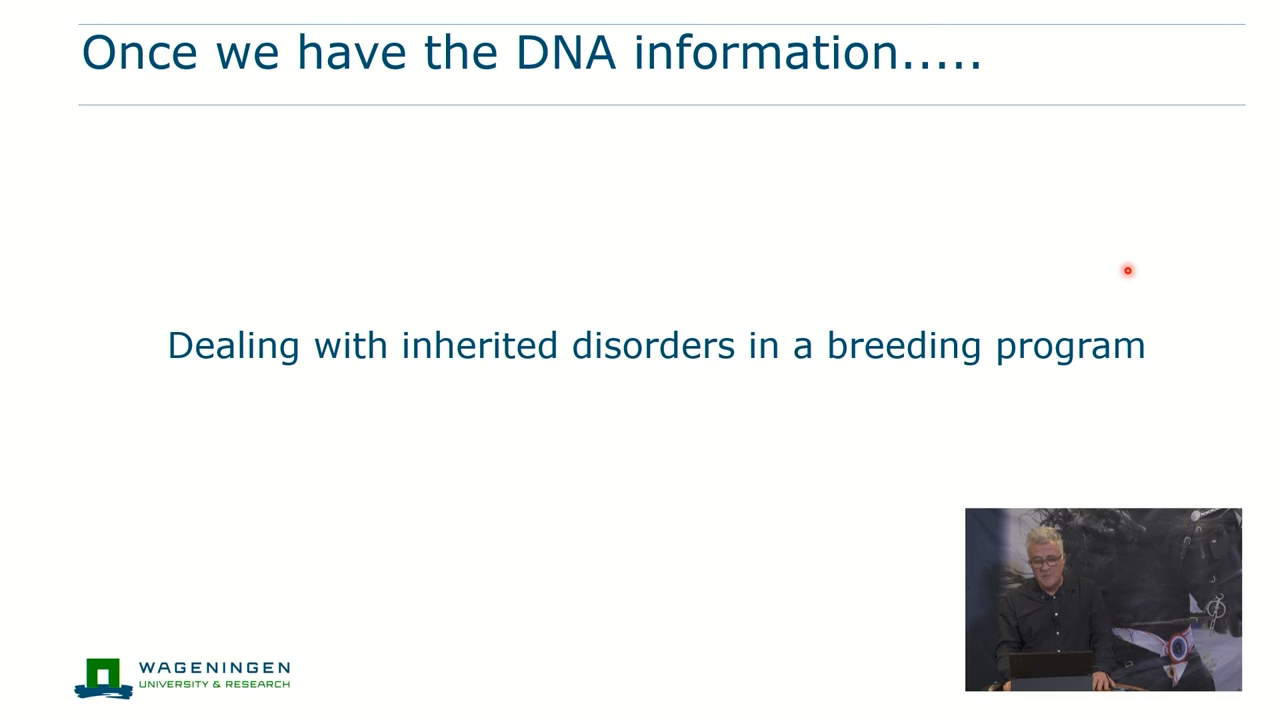 Once we have the DNA information.....
Dealing with inherited disorders in a breeding program
WAGENINGEN
UNIVERSITY & RESEARCH